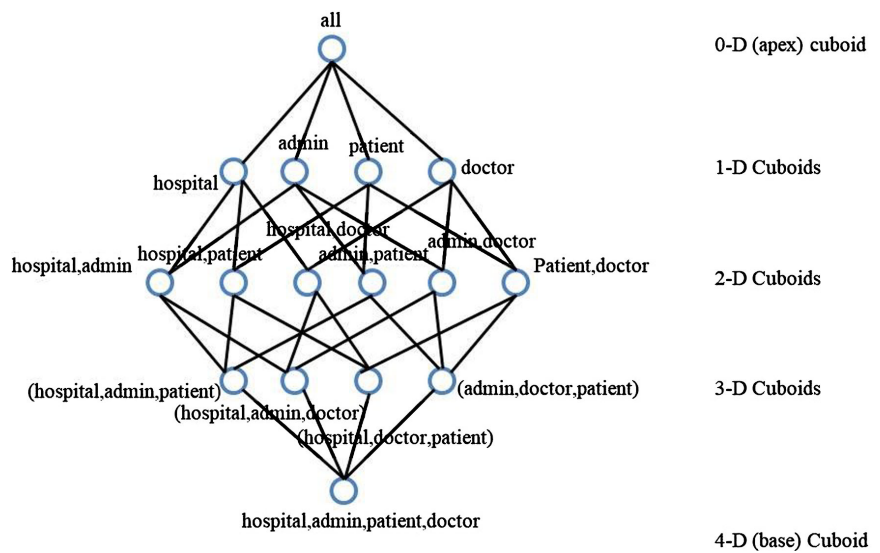 all
0-D (apex) cuboid
admin
patient
hospital
doctor
1-D Cuboids
hospital,doctor
admin,doctor
hospital,patient
admin,patient
hospital,admin
Patient,doctor
2-D Cuboids
(hospital,admin,patient)
(admin,doctor,patient)
3-D Cuboids
(hospital,admin,doctor)
(hospital,doctor,patient)
hospital,admin,patient,doctor
4-D (base) Cuboid